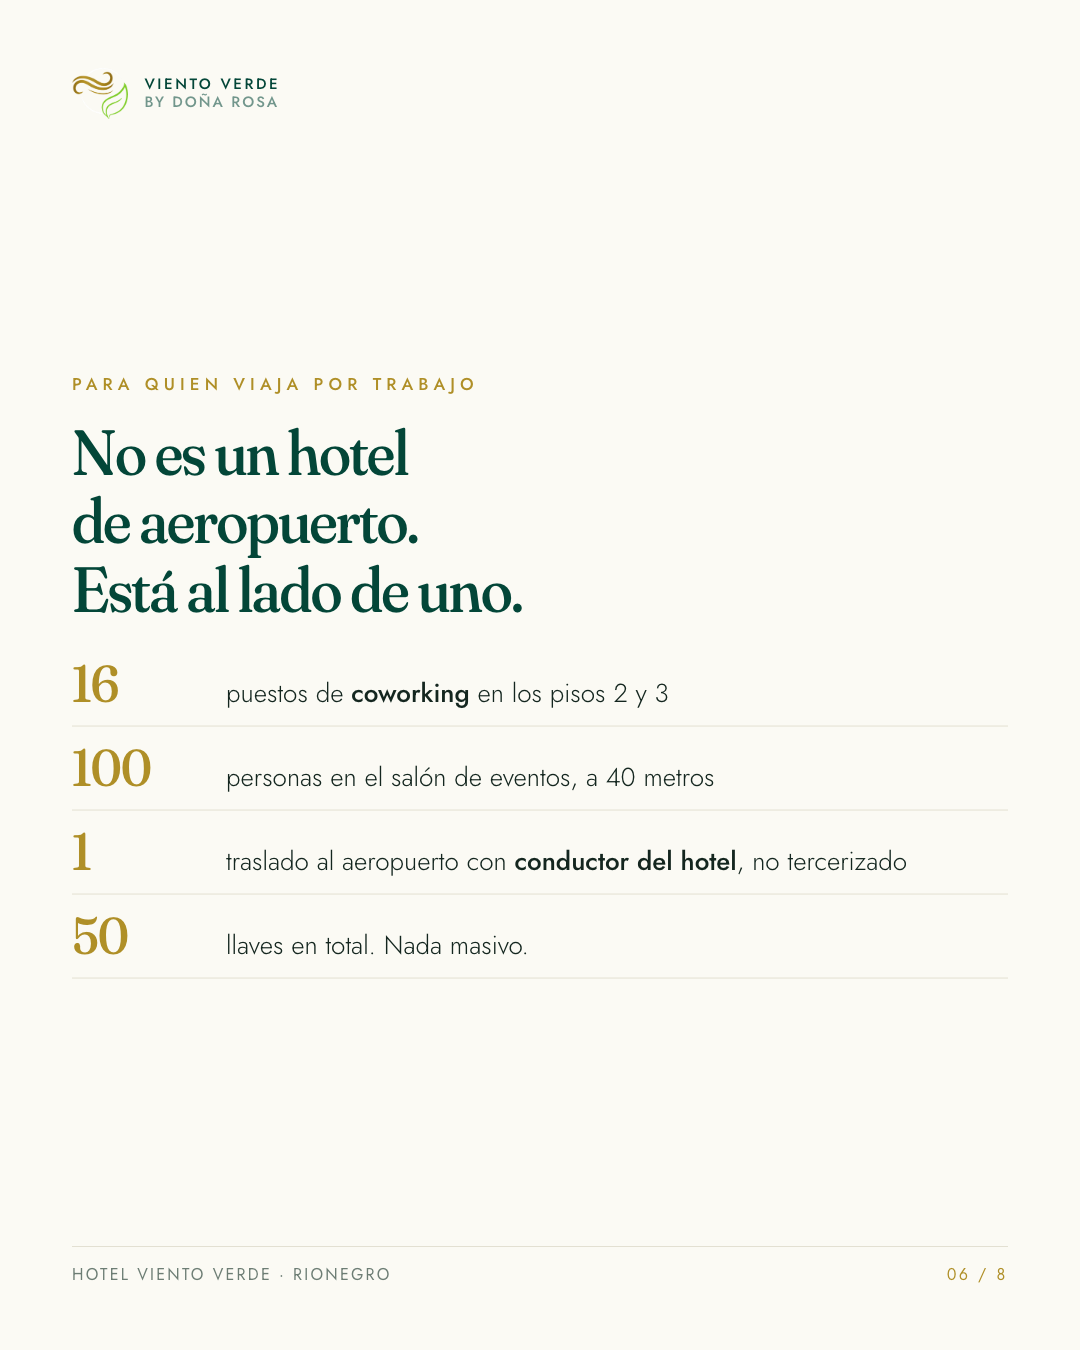 VIENTO VERDE
BY DOÑA ROSA
PARA QUIEN VIAJA POR TRABAJO
No es un hotel
de aeropuerto.
Está al lado de uno.
16 puestos de coworking en los pisos 2 y 3
100 personas en el salón de eventos, a 40 metros
1 traslado al aeropuerto con conductor del hotel, no tercerizado
50 llaves en total. Nada masivo.
HOTEL VIENTO VERDE · RIONEGRO 06 / 8